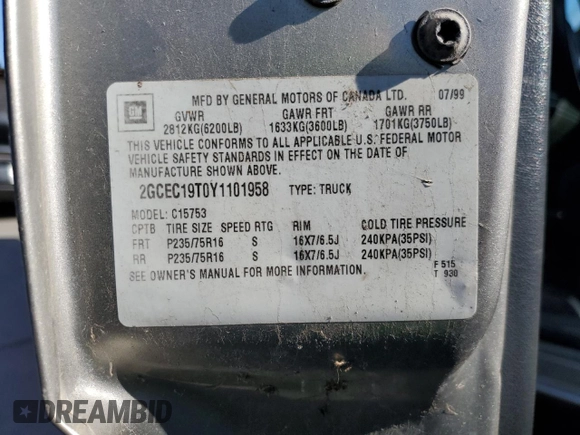 GM
MFD BY GENERAL MOTORS OF CANADA LTD. 07/99
GVWR GAWR FRT GAWR RR
2812KG(6200LB) 1633KG(3600LB) 1701KG(3750LB)
THIS VEHICLE CONFORMS TO ALL APPLICABLE U.S. FEDERAL MOTOR
VEHICLE SAFETY STANDARDS IN EFFECT ON THE DATE OF
MANUFACTURE SHOWN ABOVE.
2GCEC19T0Y1101958 TYPE: TRUCK
MODEL: C15753
CPTB TIRE SIZE SPEED RTG RIM COLD TIRE PRESSURE
FRT P235/75R16 S 16X7/6.5J 240KPA(35PSI)
RR P235/75R16 S 16X7/6.5J 240KPA(35PSI)
SEE OWNER'S MANUAL FOR MORE INFORMATION.
F 515
T 930
DREAMBID